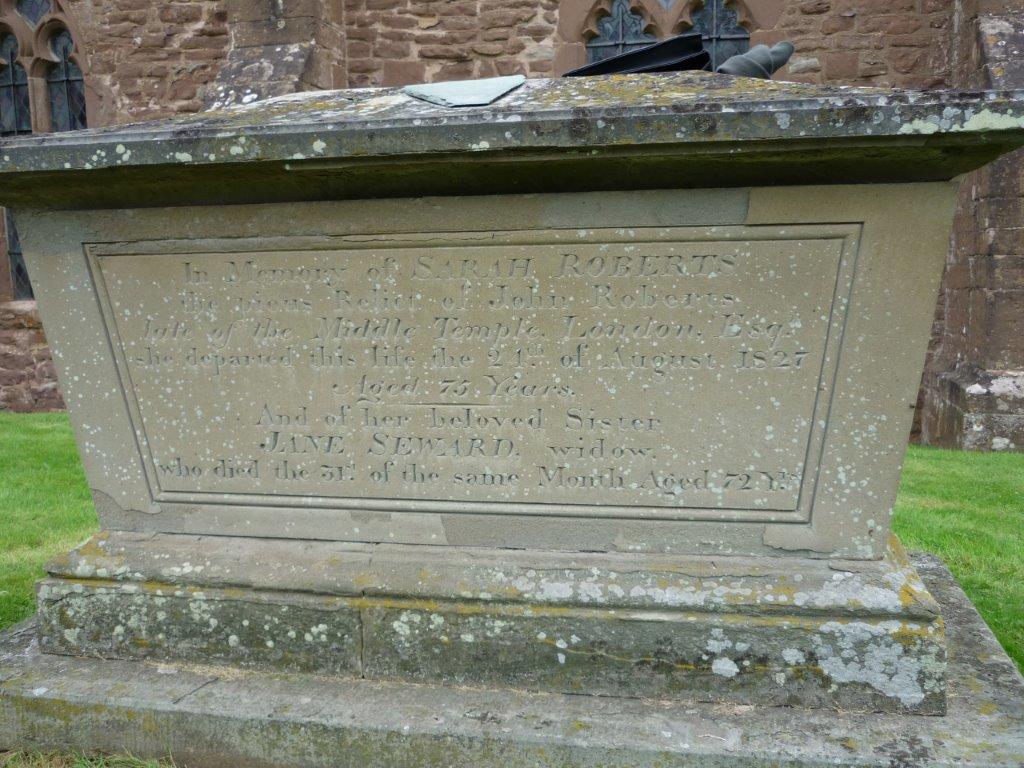 In Memory of SARAH ROBERTS
the pious Relict of John Roberts
late of the Middle Temple, London, Esqr.
she departed this life the 24th of August 1827
Aged 75 Years.
And of her beloved Sister
JANE SEWARD, widow,
who died the 31st of the same Month Aged 72 Yrs